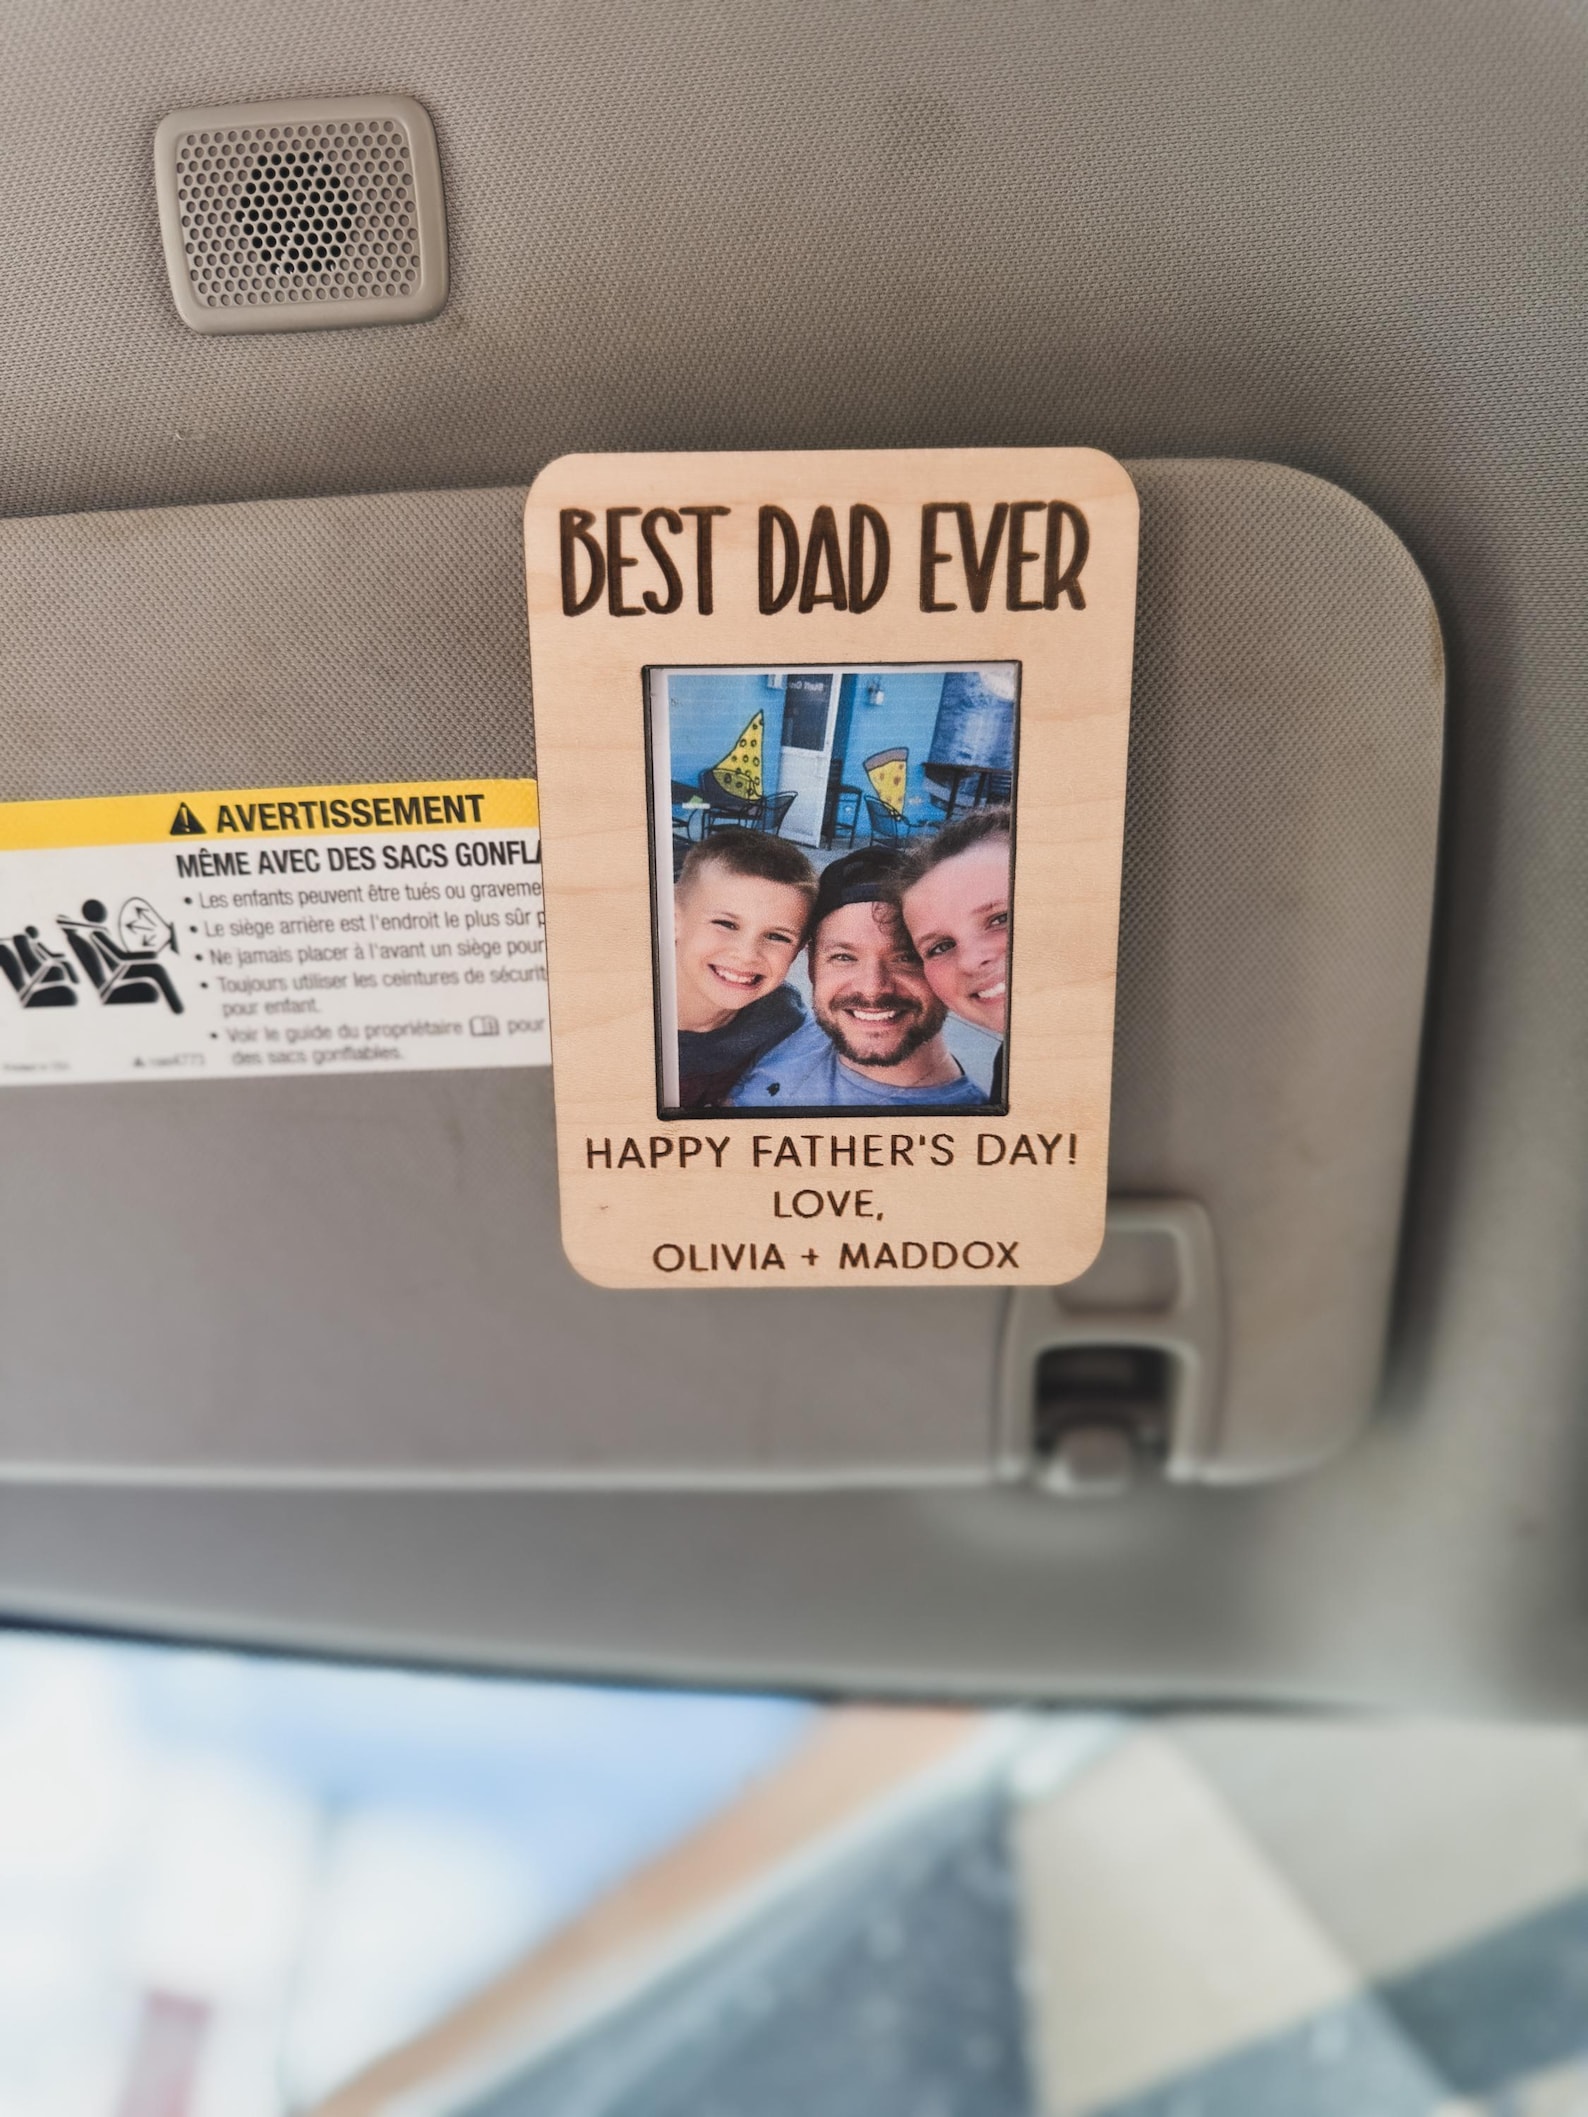 BEST DAD EVER
HAPPY FATHER'S DAY!
LOVE,
OLIVIA + MADDOX
AVERTISSEMENT
MÊME AVEC DES SACS GONFLA
• Les enfants peuvent être tués ou graveme
• Le siège arrière est l'endroit le plus sûr p
• Ne jamais placer à l'avant un siège pour
• Toujours utiliser les ceintures de sécurit
pour enfant.
• Voir le guide du propriétaire pour
des sacs gonflables.